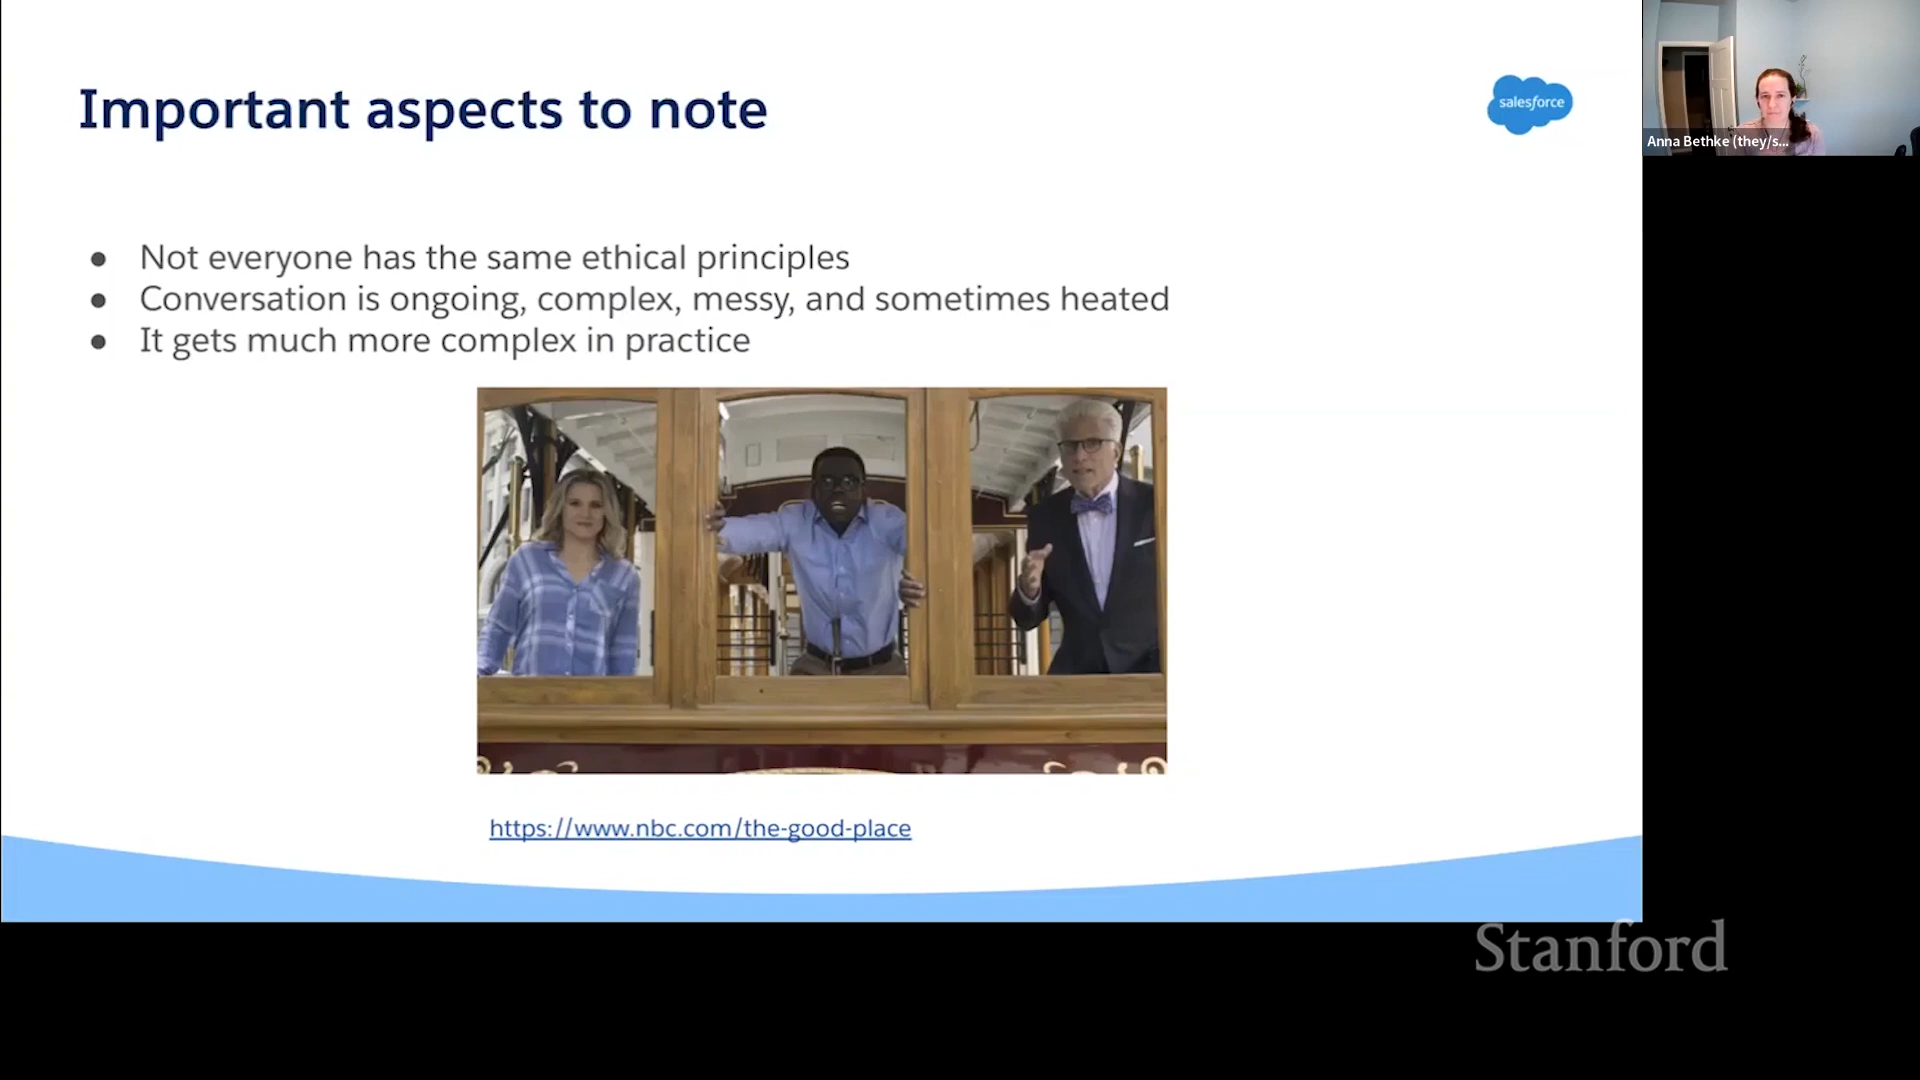 Important aspects to note
salesforce
Anna Bethke (they/s...
● Not everyone has the same ethical principles
● Conversation is ongoing, complex, messy, and sometimes heated
● It gets much more complex in practice
https://www.nbc.com/the-good-place
Stanford